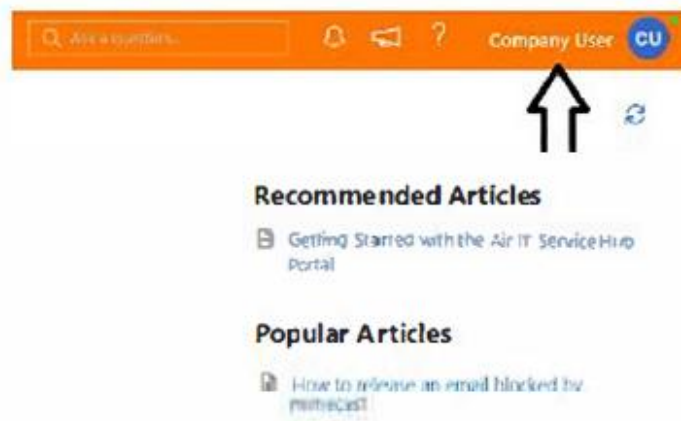 Ask a question...
? Company User CU
Recommended Articles
Getting Started with the Air IT Service Hub
Portal
Popular Articles
How to release an email blocked by
mimecast